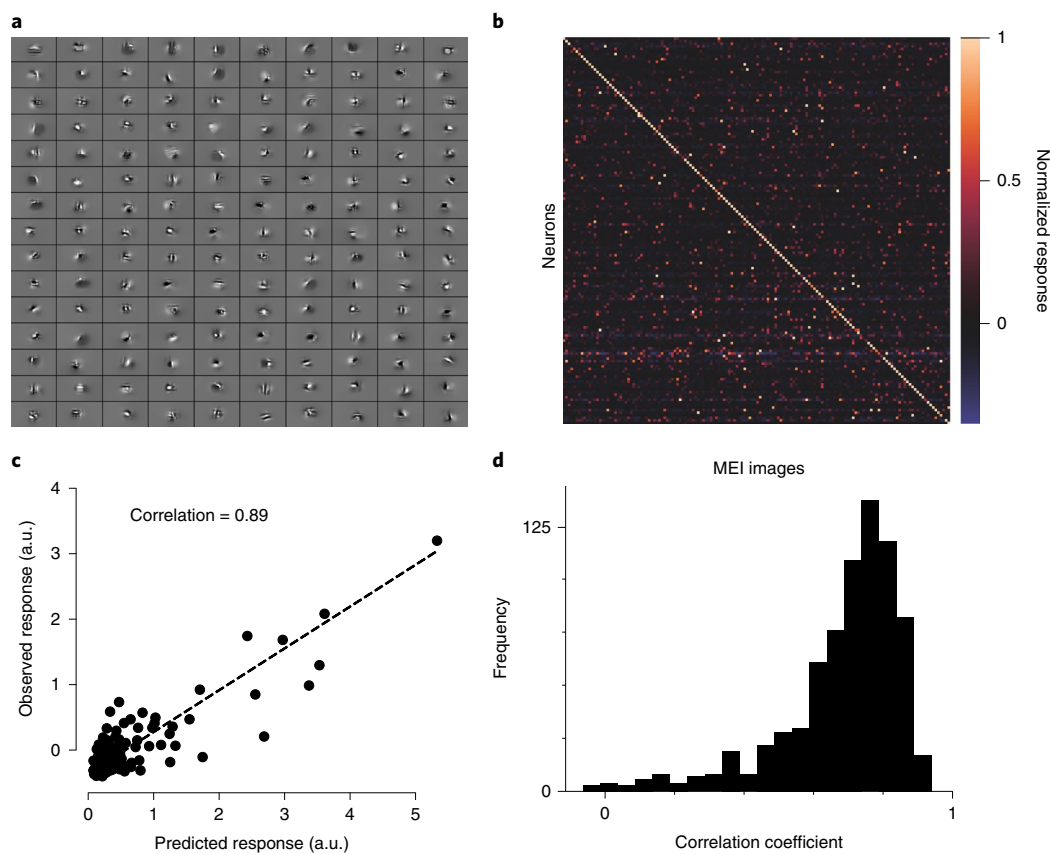 a
b
Neurons
1
0.5
0
Normalized response
c
4
3
2
1
0
Observed response (a.u.)
Correlation = 0.89
0 1 2 3 4 5
Predicted response (a.u.)
d
MEI images
125
0
Frequency
0 1
Correlation coefficient